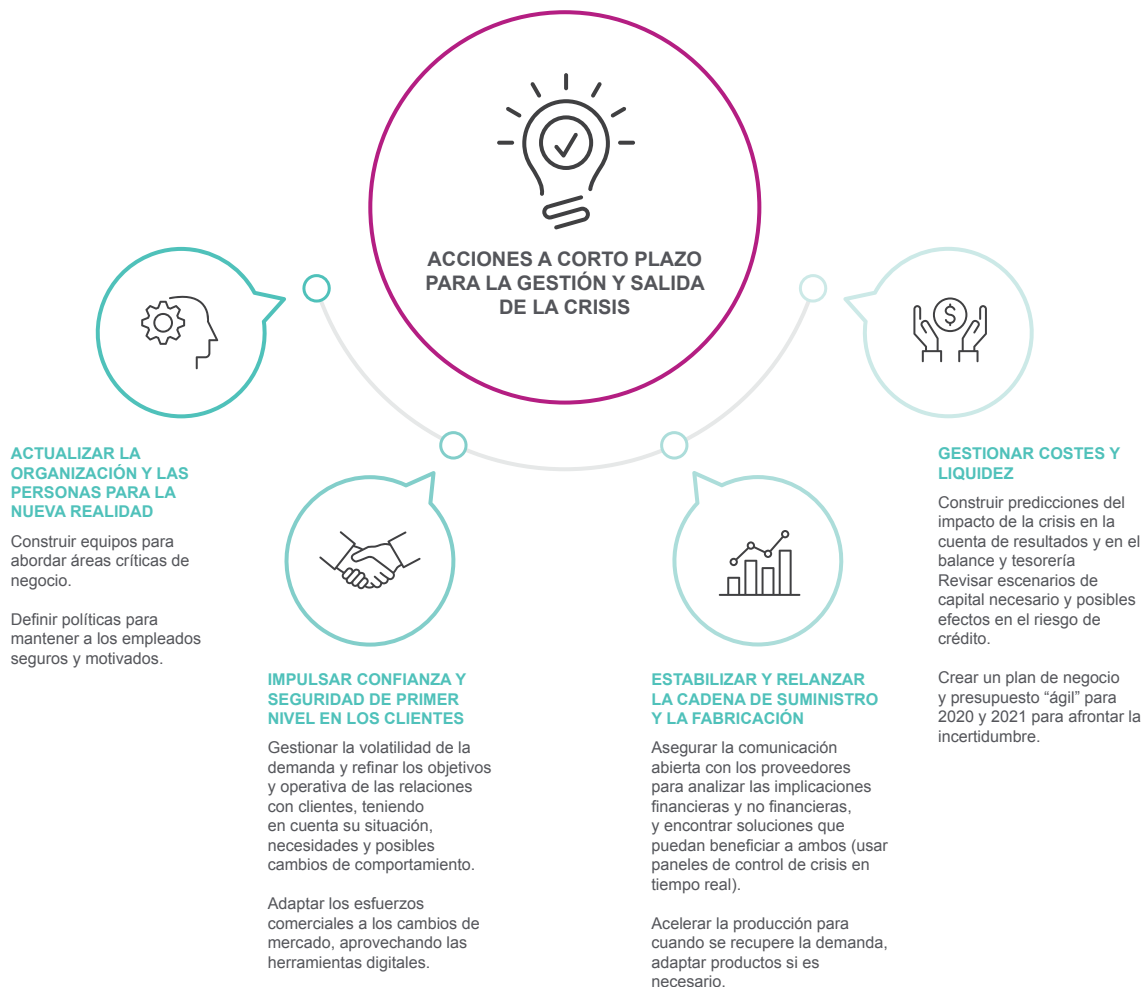 ACCIONES A CORTO PLAZO
PARA LA GESTIÓN Y SALIDA
DE LA CRISIS
$
ACTUALIZAR LA
ORGANIZACIÓN Y LAS
PERSONAS PARA LA
NUEVA REALIDAD
Construir equipos para
abordar áreas críticas de
negocio.
Definir políticas para
mantener a los empleados
seguros y motivados.
IMPULSAR CONFIANZA Y
SEGURIDAD DE PRIMER
NIVEL EN LOS CLIENTES
Gestionar la volatilidad de la
demanda y refinar los objetivos
y operativa de las relaciones
con clientes, teniendo
en cuenta su situación,
necesidades y posibles
cambios de comportamiento.
Adaptar los esfuerzos
comerciales a los cambios de
mercado, aprovechando las
herramientas digitales.
ESTABILIZAR Y RELANZAR
LA CADENA DE SUMINISTRO
Y LA FABRICACIÓN
Asegurar la comunicación
abierta con los proveedores
para analizar las implicaciones
financieras y no financieras,
y encontrar soluciones que
puedan beneficiar a ambos (usar
paneles de control de crisis en
tiempo real).
Acelerar la producción para
cuando se recupere la demanda,
adaptar productos si es
necesario.
GESTIONAR COSTES Y
LIQUIDEZ
Construir predicciones del
impacto de la crisis en la
cuenta de resultados y en el
balance y tesorería
Revisar escenarios de
capital necesario y posibles
efectos en el riesgo de
crédito.
Crear un plan de negocio
y presupuesto “ágil” para
2020 y 2021 para afrontar la
incertidumbre.